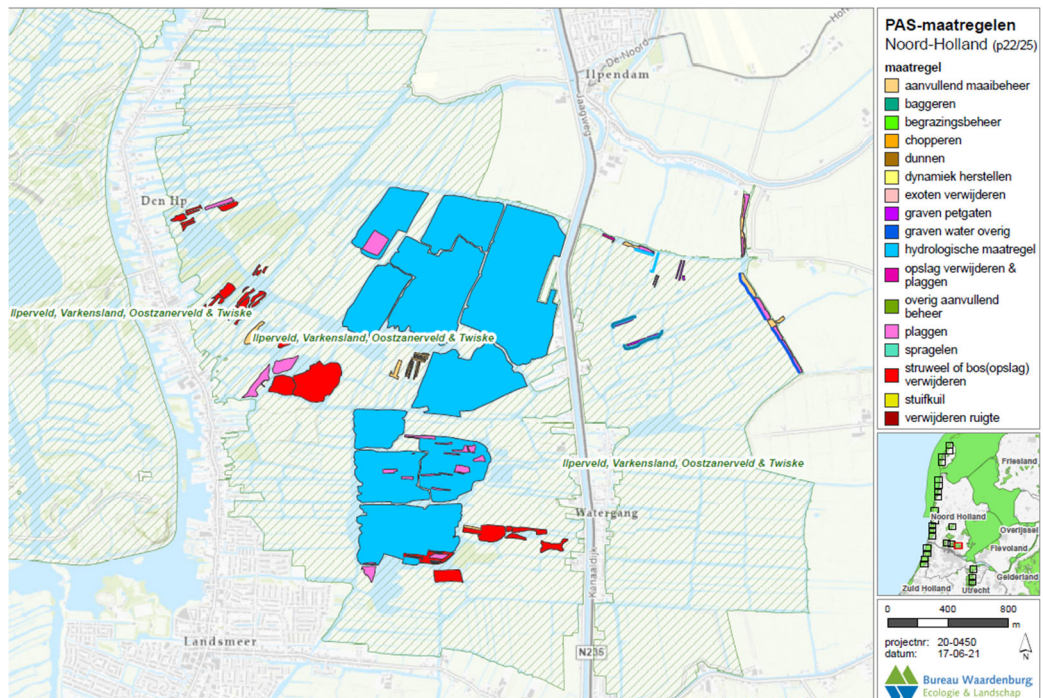 De Noord
Ilpendam
Jaagweg
Den Ilp
Ilperveld, Varkensland, Oostzanerveld & Twiske
Ilperveld, Varkensland, Oostzanerveld & Twiske
Ilperveld, Varkensland, Oostzanerveld & Twiske
Watergang
Kanaaldijk
Landsmeer
N235
PAS-maatregelen
Noord-Holland (p22/25)
maatregel
aanvullend maaibeheer
baggeren
begrazingsbeheer
chopperen
dunnen
dynamiek herstellen
exoten verwijderen
graven petgaten
graven water overig
hydrologische maatregel
opslag verwijderen &
plaggen
overig aanvullend
beheer
plaggen
spragelen
struweel of bos(opslag)
verwijderen
stuifkuil
verwijderen ruigte
Friesland
Noord Holland
Overijssel
Flevoland
Gelderland
Zuid Holland
Utrecht
0 400 800
m
projectnr: 20-0450
datum: 17-06-21
N
Bureau Waardenburg
Ecologie & Landschap